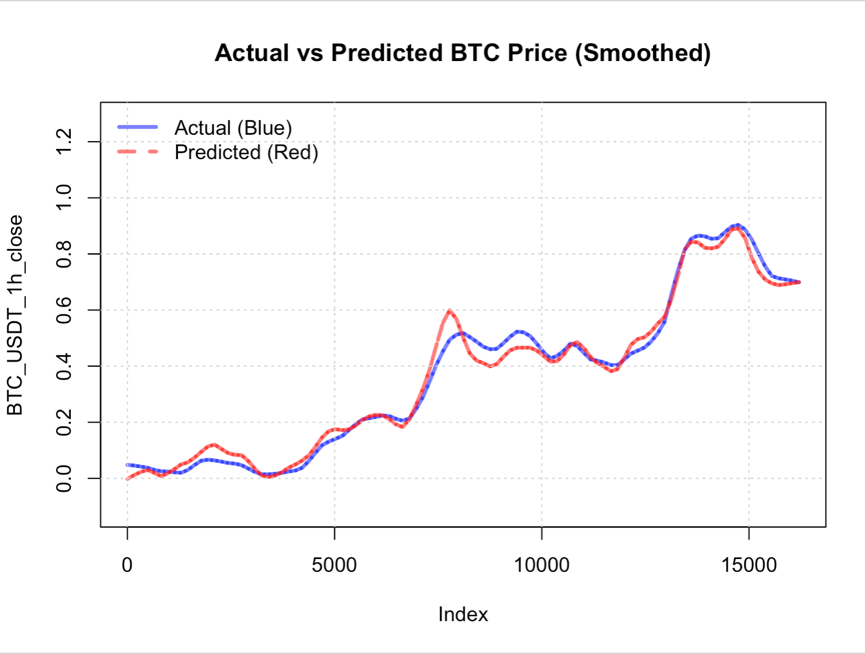 Actual vs Predicted BTC Price (Smoothed)
Actual (Blue)
Predicted (Red)
BTC_USDT_1h_close
1.2
1.0
0.8
0.6
0.4
0.2
0.0
0 5000 10000 15000
Index